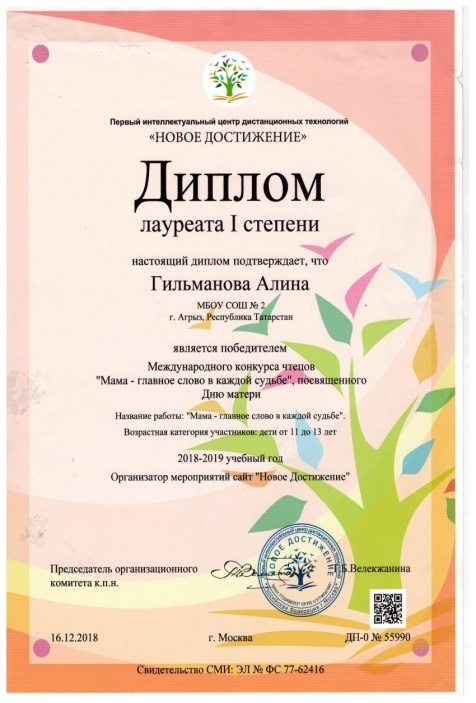 Первый интеллектуальный центр дистанционных технологий
«НОВОЕ ДОСТИЖЕНИЕ»
Диплом
лауреата I степени
настоящий диплом подтверждает, что
Гильманова Алина
МБОУ СОШ № 2
г. Агрыз, Республика Татарстан
является победителем
Международного конкурса чтецов
"Мама - главное слово в каждой судьбе", посвященного
Дню матери
Название работы: "Мама - главное слово в каждой судьбе".
Возрастная категория участников: дети от 11 до 13 лет
2018-2019 учебный год
Организатор мероприятий сайт "Новое Достижение"
НОВОЕ ДОСТИЖЕНИЕ
Председатель организационного
комитета к.п.н.
Г.Б.Велекжанина
16.12.2018
г. Москва
ДП-0 № 55990
Свидетельство СМИ: ЭЛ № ФС 77-62416